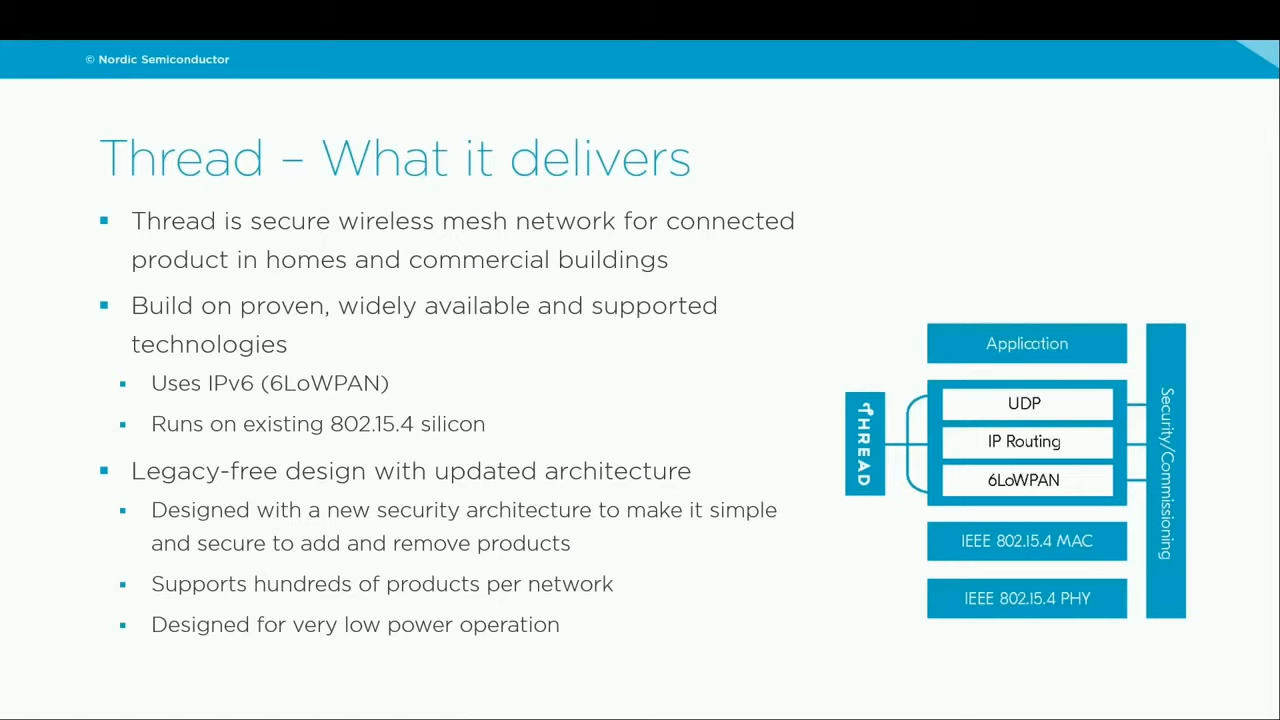 © Nordic Semiconductor
Thread – What it delivers
Thread is secure wireless mesh network for connected
product in homes and commercial buildings
Build on proven, widely available and supported
technologies
Uses IPv6 (6LoWPAN)
Runs on existing 802.15.4 silicon
Legacy-free design with updated architecture
Designed with a new security architecture to make it simple
and secure to add and remove products
Supports hundreds of products per network
Designed for very low power operation
THREAD
Application
UDP
IP Routing
6LoWPAN
IEEE 802.15.4 MAC
IEEE 802.15.4 PHY
Security/Commissioning